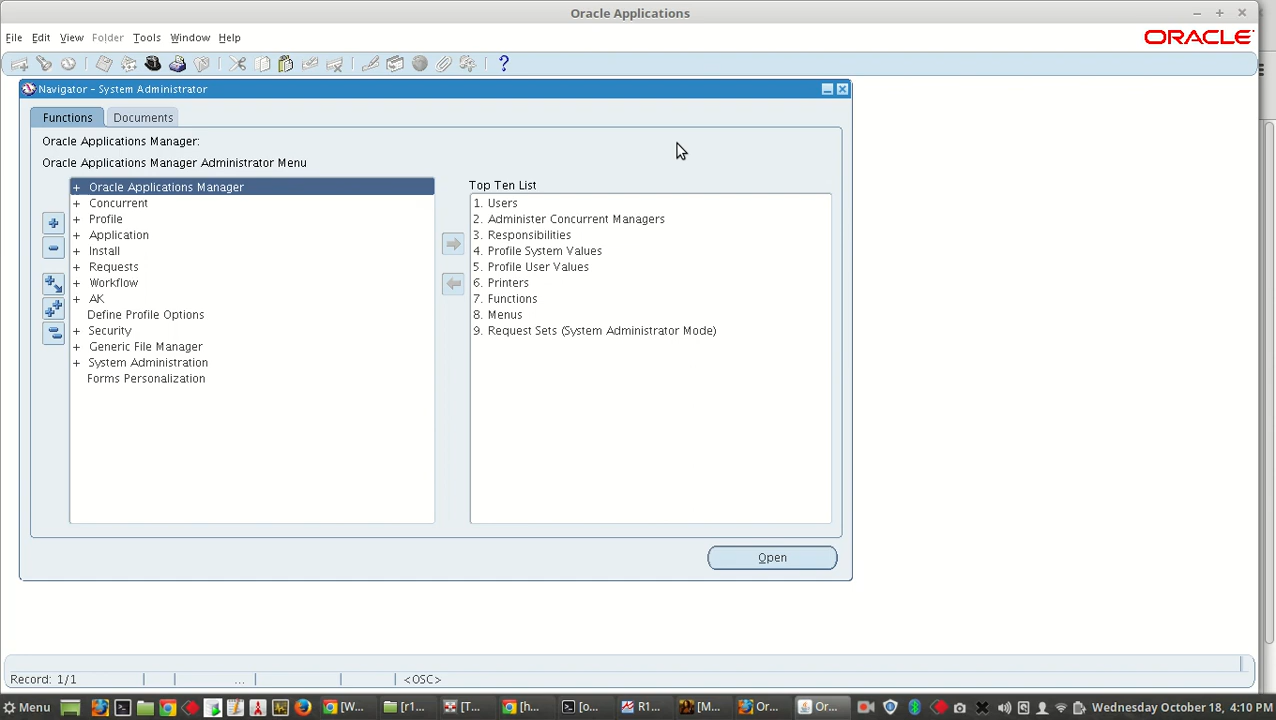 Oracle Applications
File Edit View Folder Tools Window Help
ORACLE
Navigator - System Administrator
Functions Documents
Oracle Applications Manager:
Oracle Applications Manager Administrator Menu
+ Oracle Applications Manager
+ Concurrent
+ Profile
+ Application
+ Install
+ Requests
+ Workflow
+ AK
Define Profile Options
+ Security
+ Generic File Manager
+ System Administration
Forms Personalization
Top Ten List
1. Users
2. Administer Concurrent Managers
3. Responsibilities
4. Profile System Values
5. Profile User Values
6. Printers
7. Functions
8. Menus
9. Request Sets (System Administrator Mode)
Open
Record: 1/1 ... <OSC>
Menu [W... [r1... [T... [h... [o... R1... [M... Or... Or... Wednesday October 18, 4:10 PM